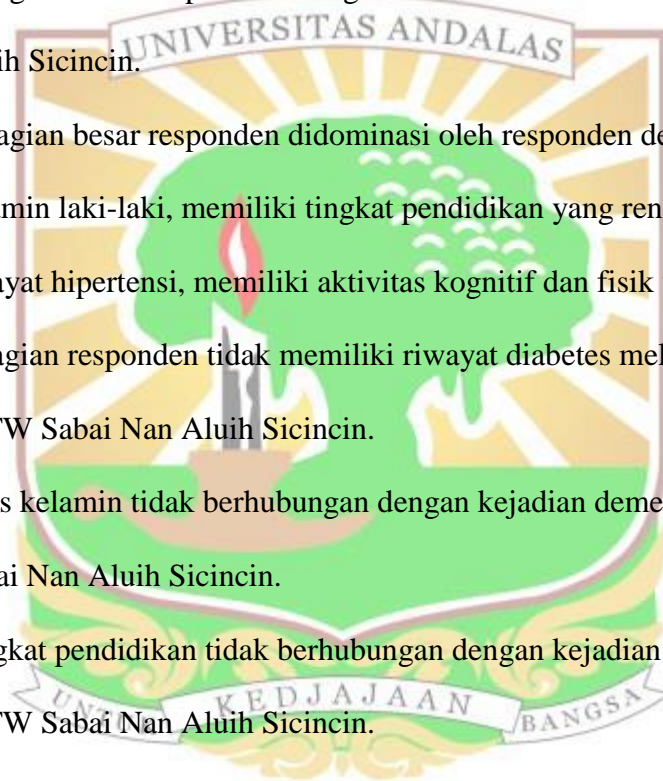 UNIVERSITAS ANDALAS
ih Sicincin.
agian besar responden didominasi oleh responden de
amin laki-laki, memiliki tingkat pendidikan yang ren
ayat hipertensi, memiliki aktivitas kognitif dan fisik
agian responden tidak memiliki riwayat diabetes mel
TW Sabai Nan Aluih Sicincin.
s kelamin tidak berhubungan dengan kejadian deme
ai Nan Aluih Sicincin.
gkat pendidikan tidak berhubungan dengan kejadian
KEDJAJAAN BANGSA
TW Sabai Nan Aluih Sicincin.